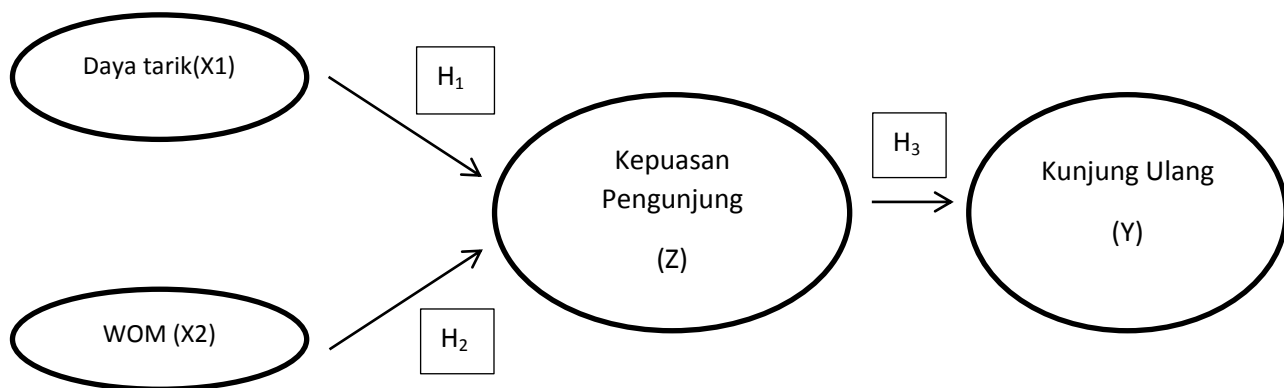 Daya tarik(X1)
H₁
Kepuasan
Pengunjung
(Z)
H₃
Kunjung Ulang
(Y)
WOM (X2)
H₂